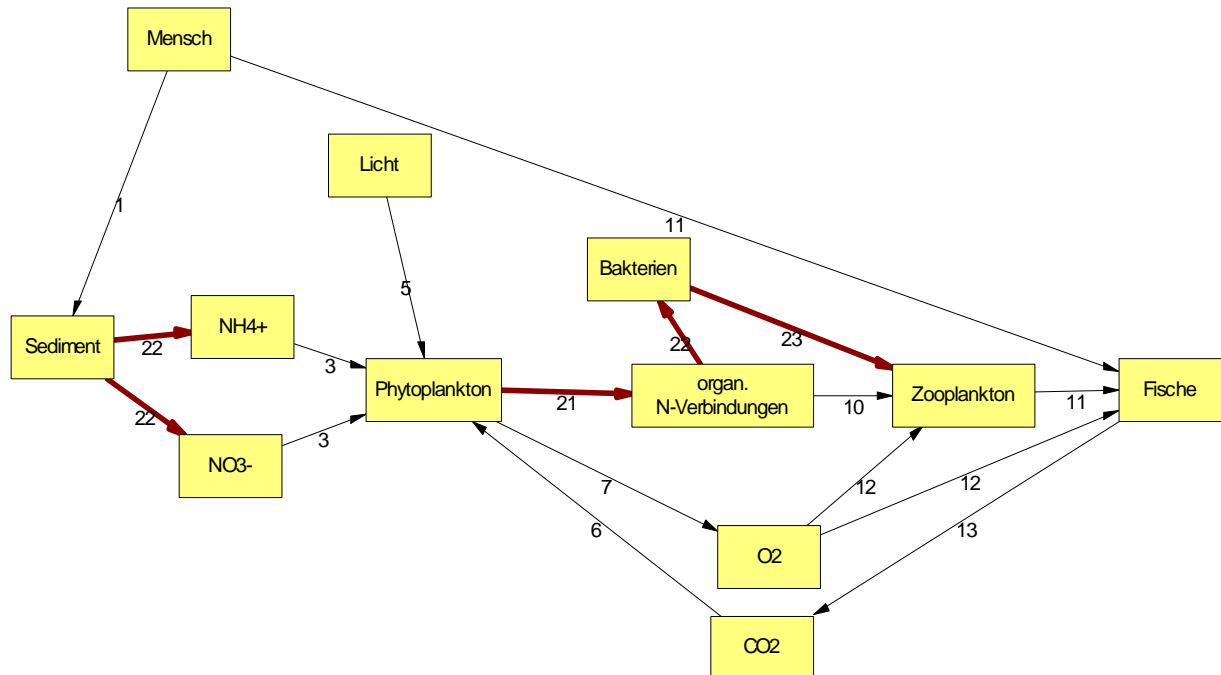 Mensch
Licht
1
11
5
Bakterien
Sediment
22
NH4+
3
22
23
Phytoplankton
21
organ.
N-Verbindungen
10
Zooplankton
11
Fische
22
NO3-
3
7
12
12
6
13
O2
CO2